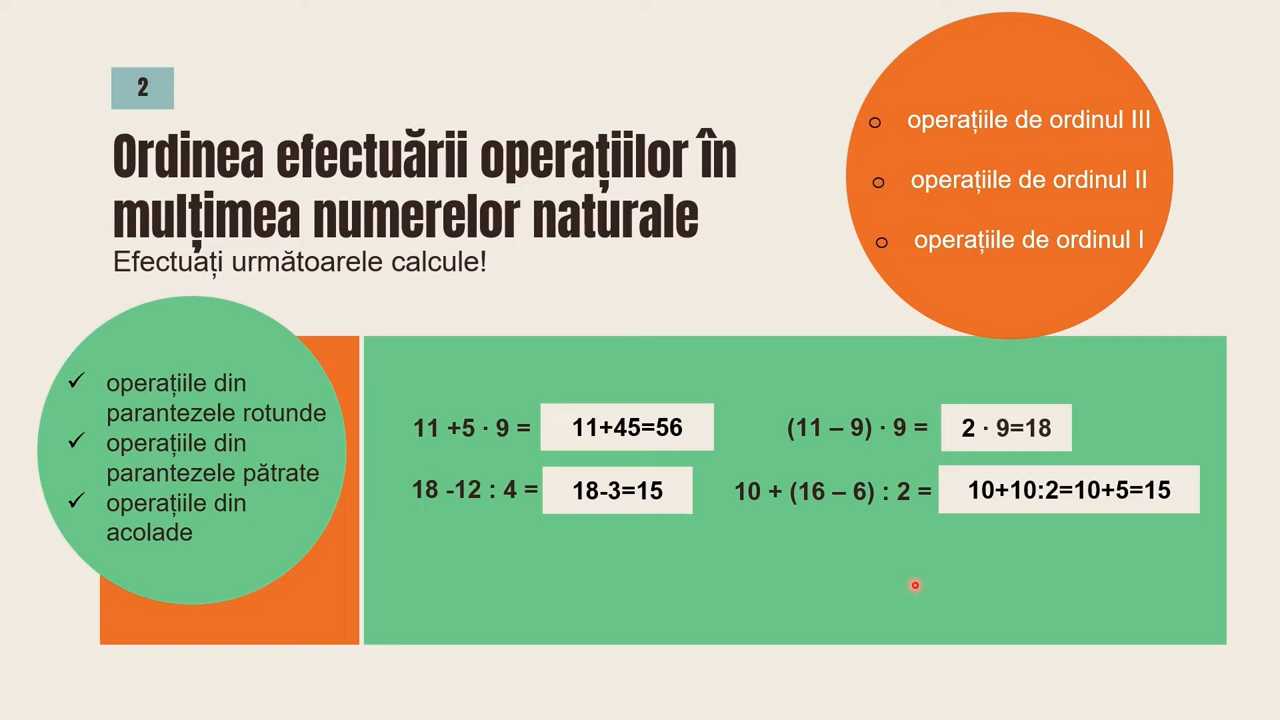 2
Ordinea efectuării operațiilor în
mulțimea numerelor naturale
Efectuați următoarele calcule!
operațiile de ordinul III
operațiile de ordinul II
operațiile de ordinul I
operațiile din
parantezele rotunde
operațiile din
parantezele pătrate
operațiile din
acolade
11 +5 · 9 = 11+45=56
(11 – 9) · 9 = 2 · 9=18
18 -12 : 4 = 18-3=15
10 + (16 – 6) : 2 = 10+10:2=10+5=15